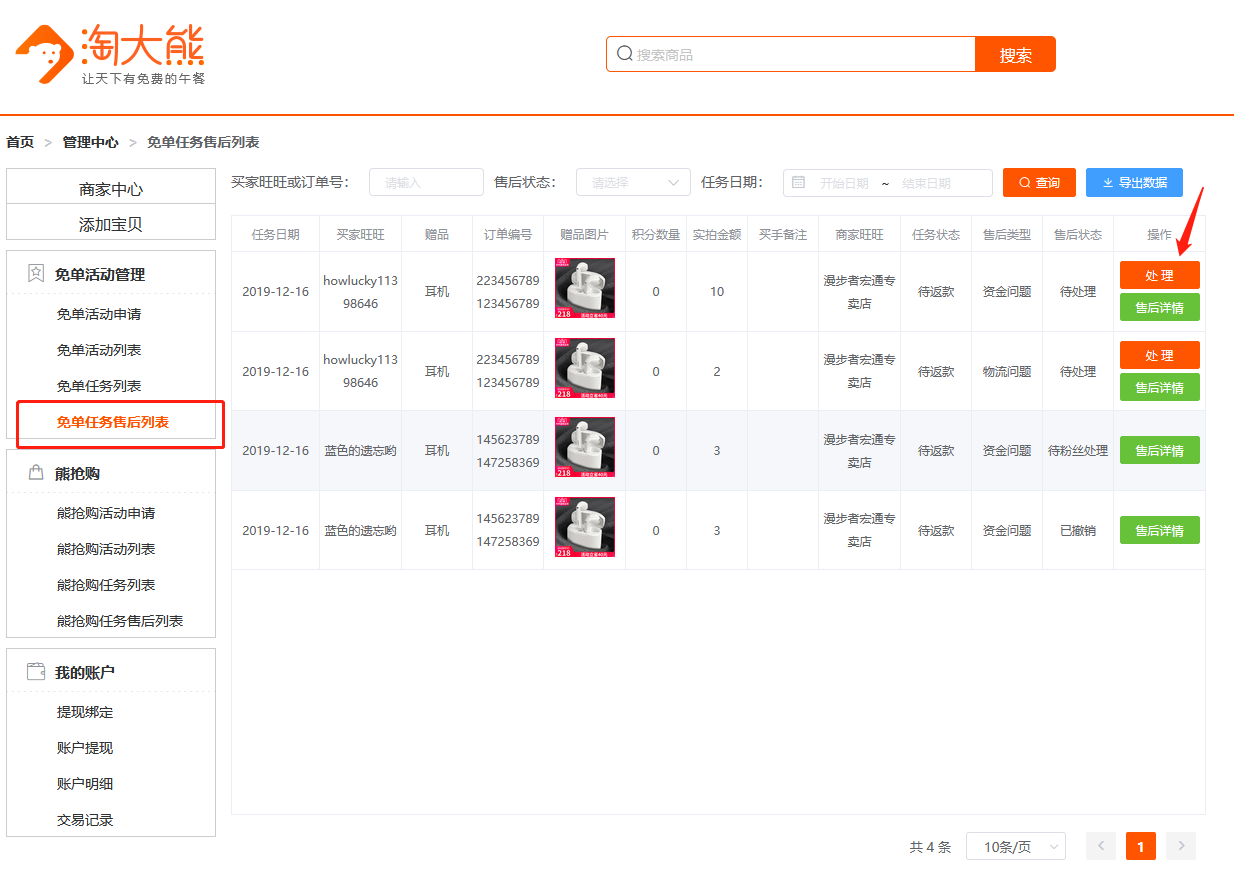 淘大熊
让天下有免费的午餐
搜索商品
搜索
首页 > 管理中心 > 免单任务售后列表
商家中心
添加宝贝
免单活动管理
免单活动申请
免单活动列表
免单任务列表
免单任务售后列表
熊抢购
熊抢购活动申请
熊抢购活动列表
熊抢购任务列表
熊抢购任务售后列表
我的账户
提现绑定
账户提现
账户明细
交易记录
买家旺旺或订单号: 请输入 售后状态: 请选择 任务日期: 开始日期 ~ 结束日期 查询 导出数据
任务日期 买家旺旺 赠品 订单编号 赠品图片 积分数量 实拍金额 买手备注 商家旺旺 任务状态 售后类型 售后状态 操作
2019-12-16 howlucky113 98646 耳机 223456789 123456789 218 0 10 漫步者宏通专 卖店 待返款 资金问题 待处理 处 理 售后详情
2019-12-16 howlucky113 98646 耳机 223456789 123456789 218 0 2 漫步者宏通专 卖店 待返款 物流问题 待处理 处 理 售后详情
2019-12-16 蓝色的遗忘哟 耳机 145623789 147258369 218 0 3 漫步者宏通专 卖店 待返款 资金问题 待粉丝处理 售后详情
2019-12-16 蓝色的遗忘哟 耳机 145623789 147258369 218 0 3 漫步者宏通专 卖店 待返款 资金问题 已撤销 售后详情
共 4 条 10条/页 < 1 >